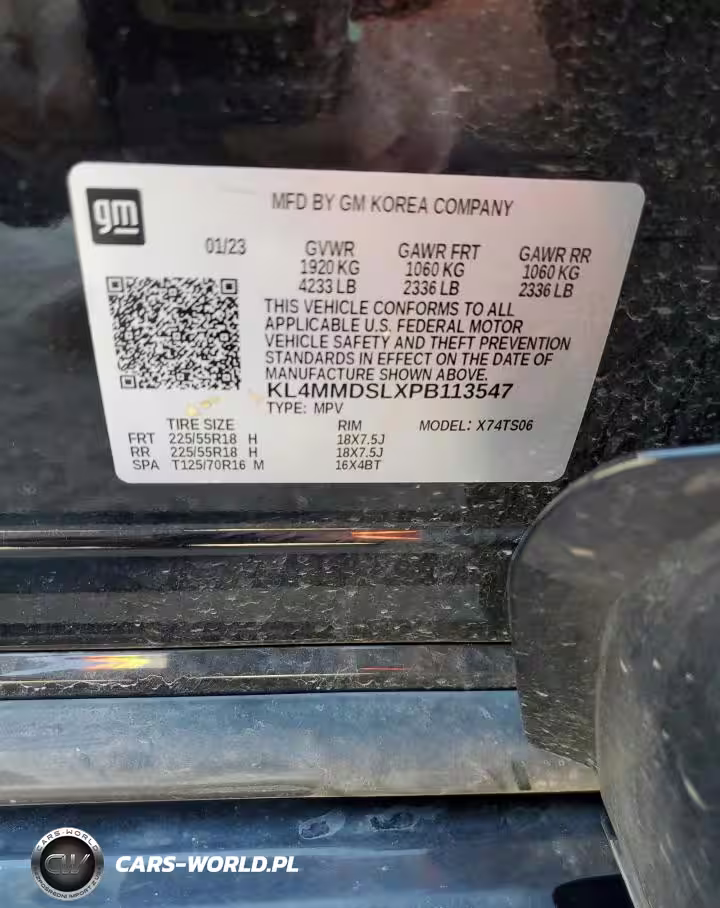 gm
MFD BY GM KOREA COMPANY
01/23 GVWR GAWR FRT GAWR RR
1920 KG 1060 KG 1060 KG
4233 LB 2336 LB 2336 LB
THIS VEHICLE CONFORMS TO ALL
APPLICABLE U.S. FEDERAL MOTOR
VEHICLE SAFETY AND THEFT PREVENTION
STANDARDS IN EFFECT ON THE DATE OF
MANUFACTURE SHOWN ABOVE.
KL4MMDSLXPB113547
TYPE: MPV
TIRE SIZE RIM MODEL: X74TS06
FRT 225/55R18 H 18X7.5J
RR 225/55R18 H 18X7.5J
SPA T125/70R16 M 16X4BT
CARS-WORLD
CW
CARS-WORLD.PL